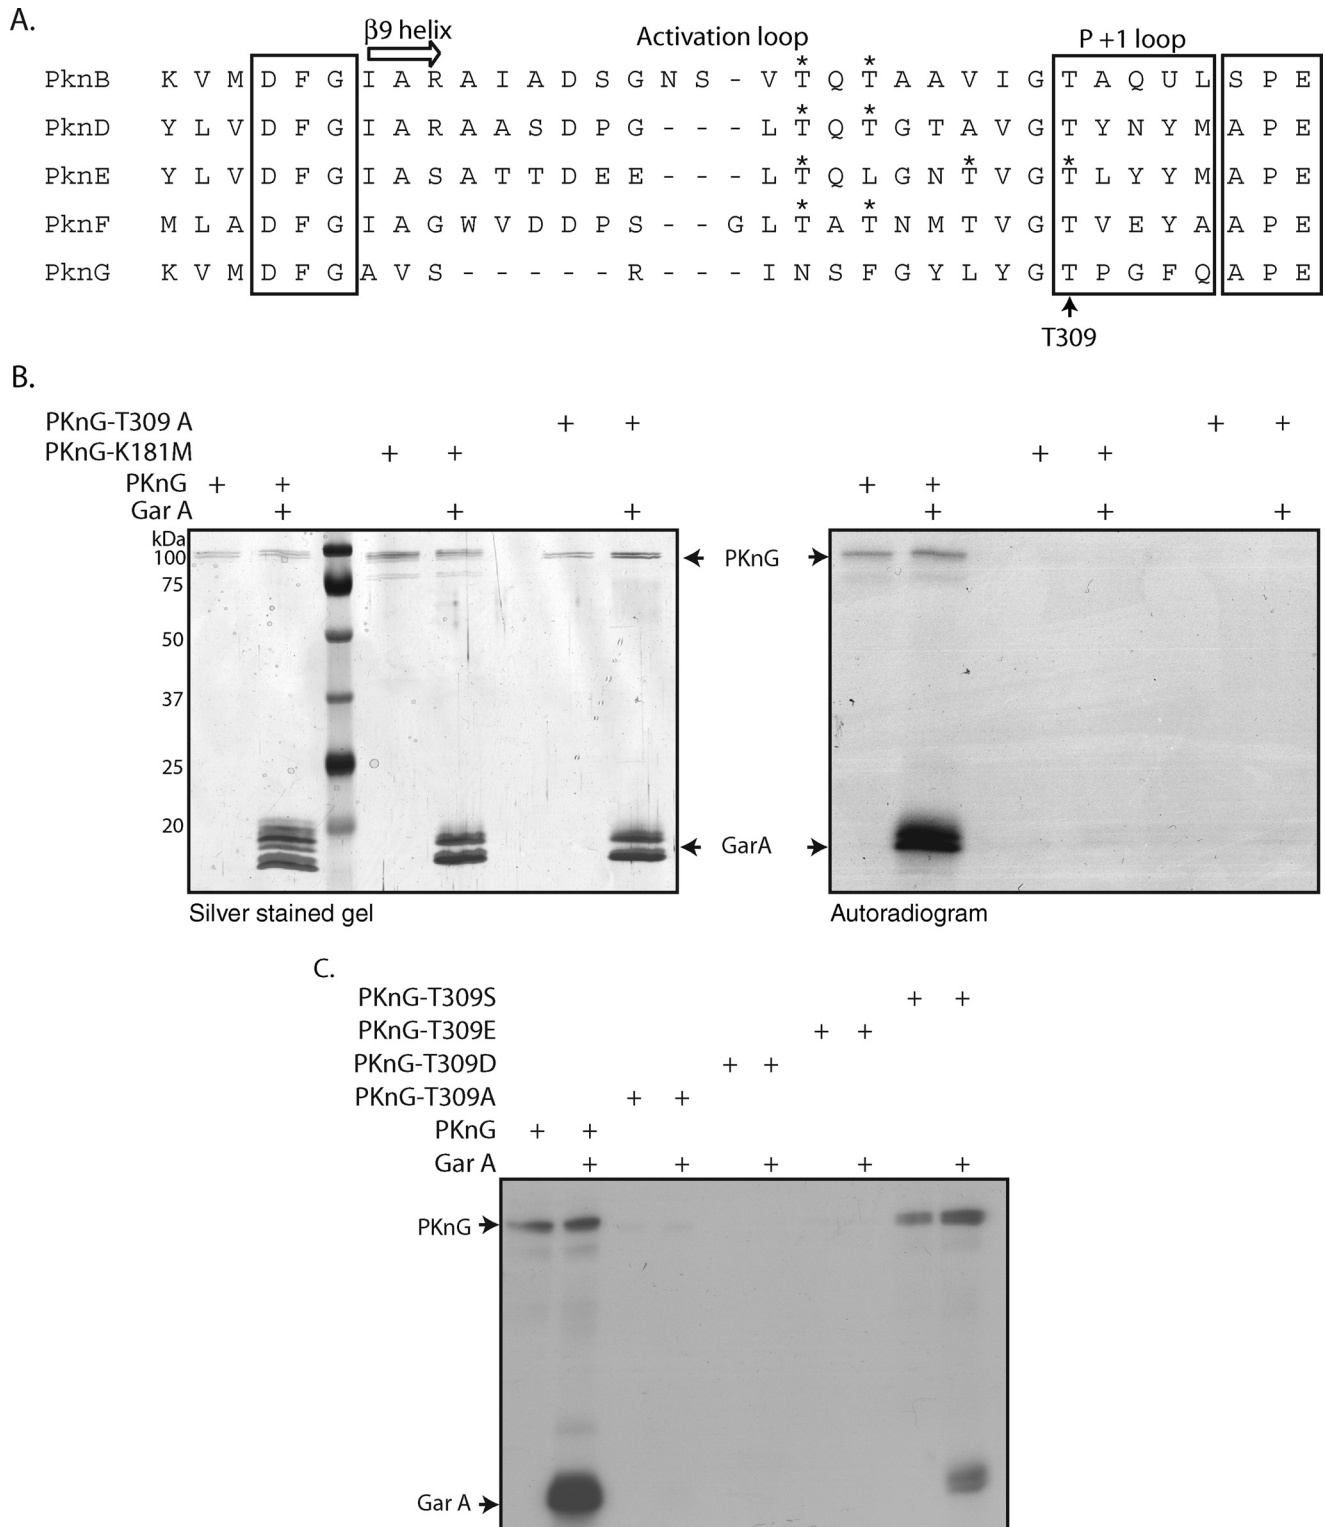 A.
β9 helix
Activation loop
P +1 loop
* *
PknB K V M D F G I A R A I A D S G N S - V T Q T A A V I G T A Q U L S P E
* *
PknD Y L V D F G I A R A A S D P G - - - L T Q T G T A V G T Y N Y M A P E
* * *
PknE Y L V D F G I A S A T T D E E - - - L T Q L G N T V G T L Y Y M A P E
* *
PknF M L A D F G I A G W V D D P S - - G L T A T N M T V G T V E Y A A P E
PknG K V M D F G A V S - - - - - R - - - I N S F G Y L Y G T P G F Q A P E
T309
B.
PKnG-T309 A + + + +
PKnG-K181M + + + +
PKnG + + + +
Gar A + + + + + +
kDa
100
75
50
37
25
20
PKnG
GarA
Silver stained gel
Autoradiogram
C.
PKnG-T309S + +
PKnG-T309E + +
PKnG-T309D + +
PKnG-T309A + +
PKnG + +
Gar A + + + + +
PKnG
Gar A